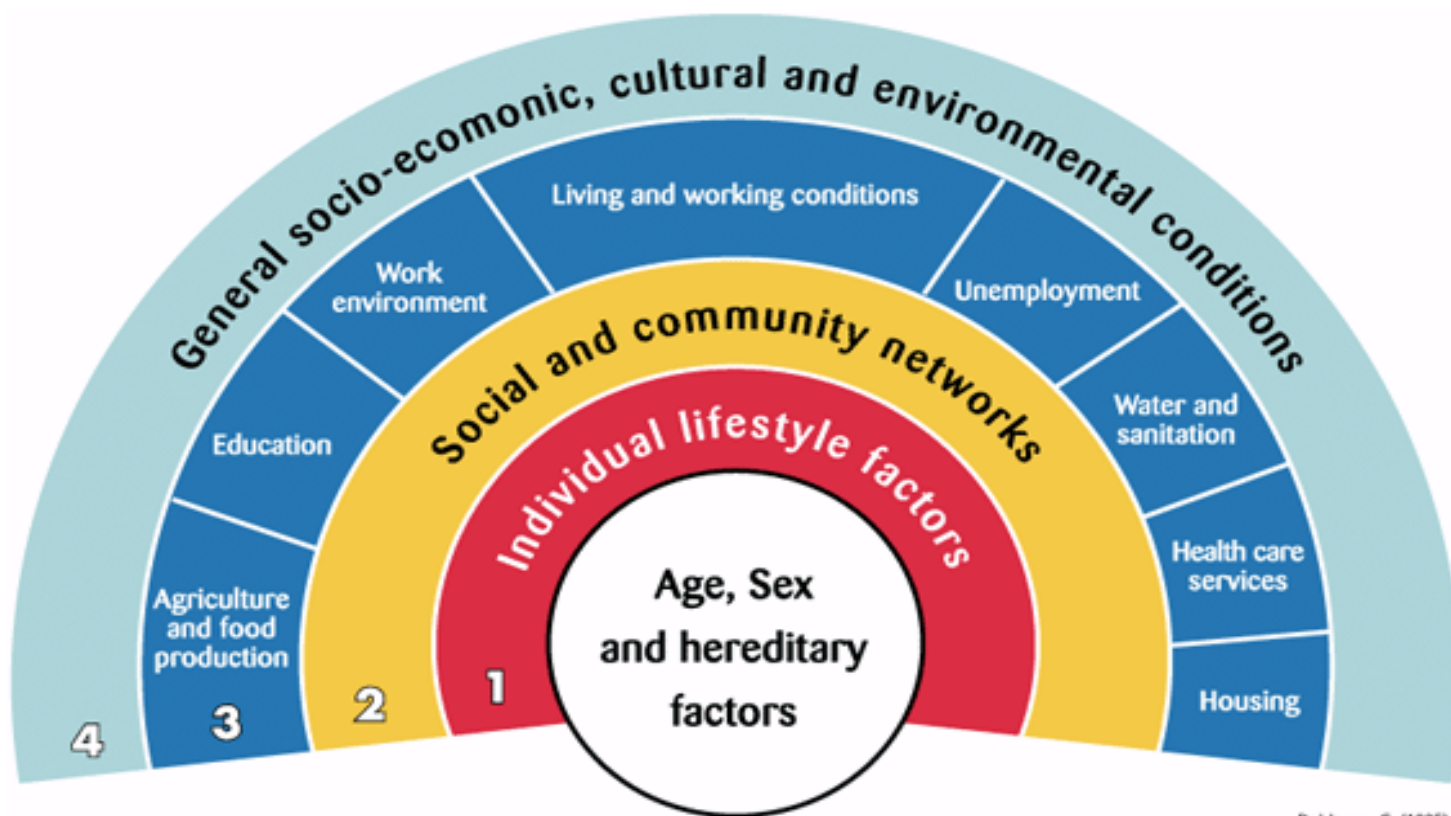 General socio-ecomonic, cultural and environmental conditions
Living and working conditions
Work
environment
Unemployment
Education
Water and
sanitation
Agriculture
and food
production
Health care
services
Housing
Social and community networks
Individual lifestyle factors
Age, Sex
and hereditary
factors
1
2
3
4